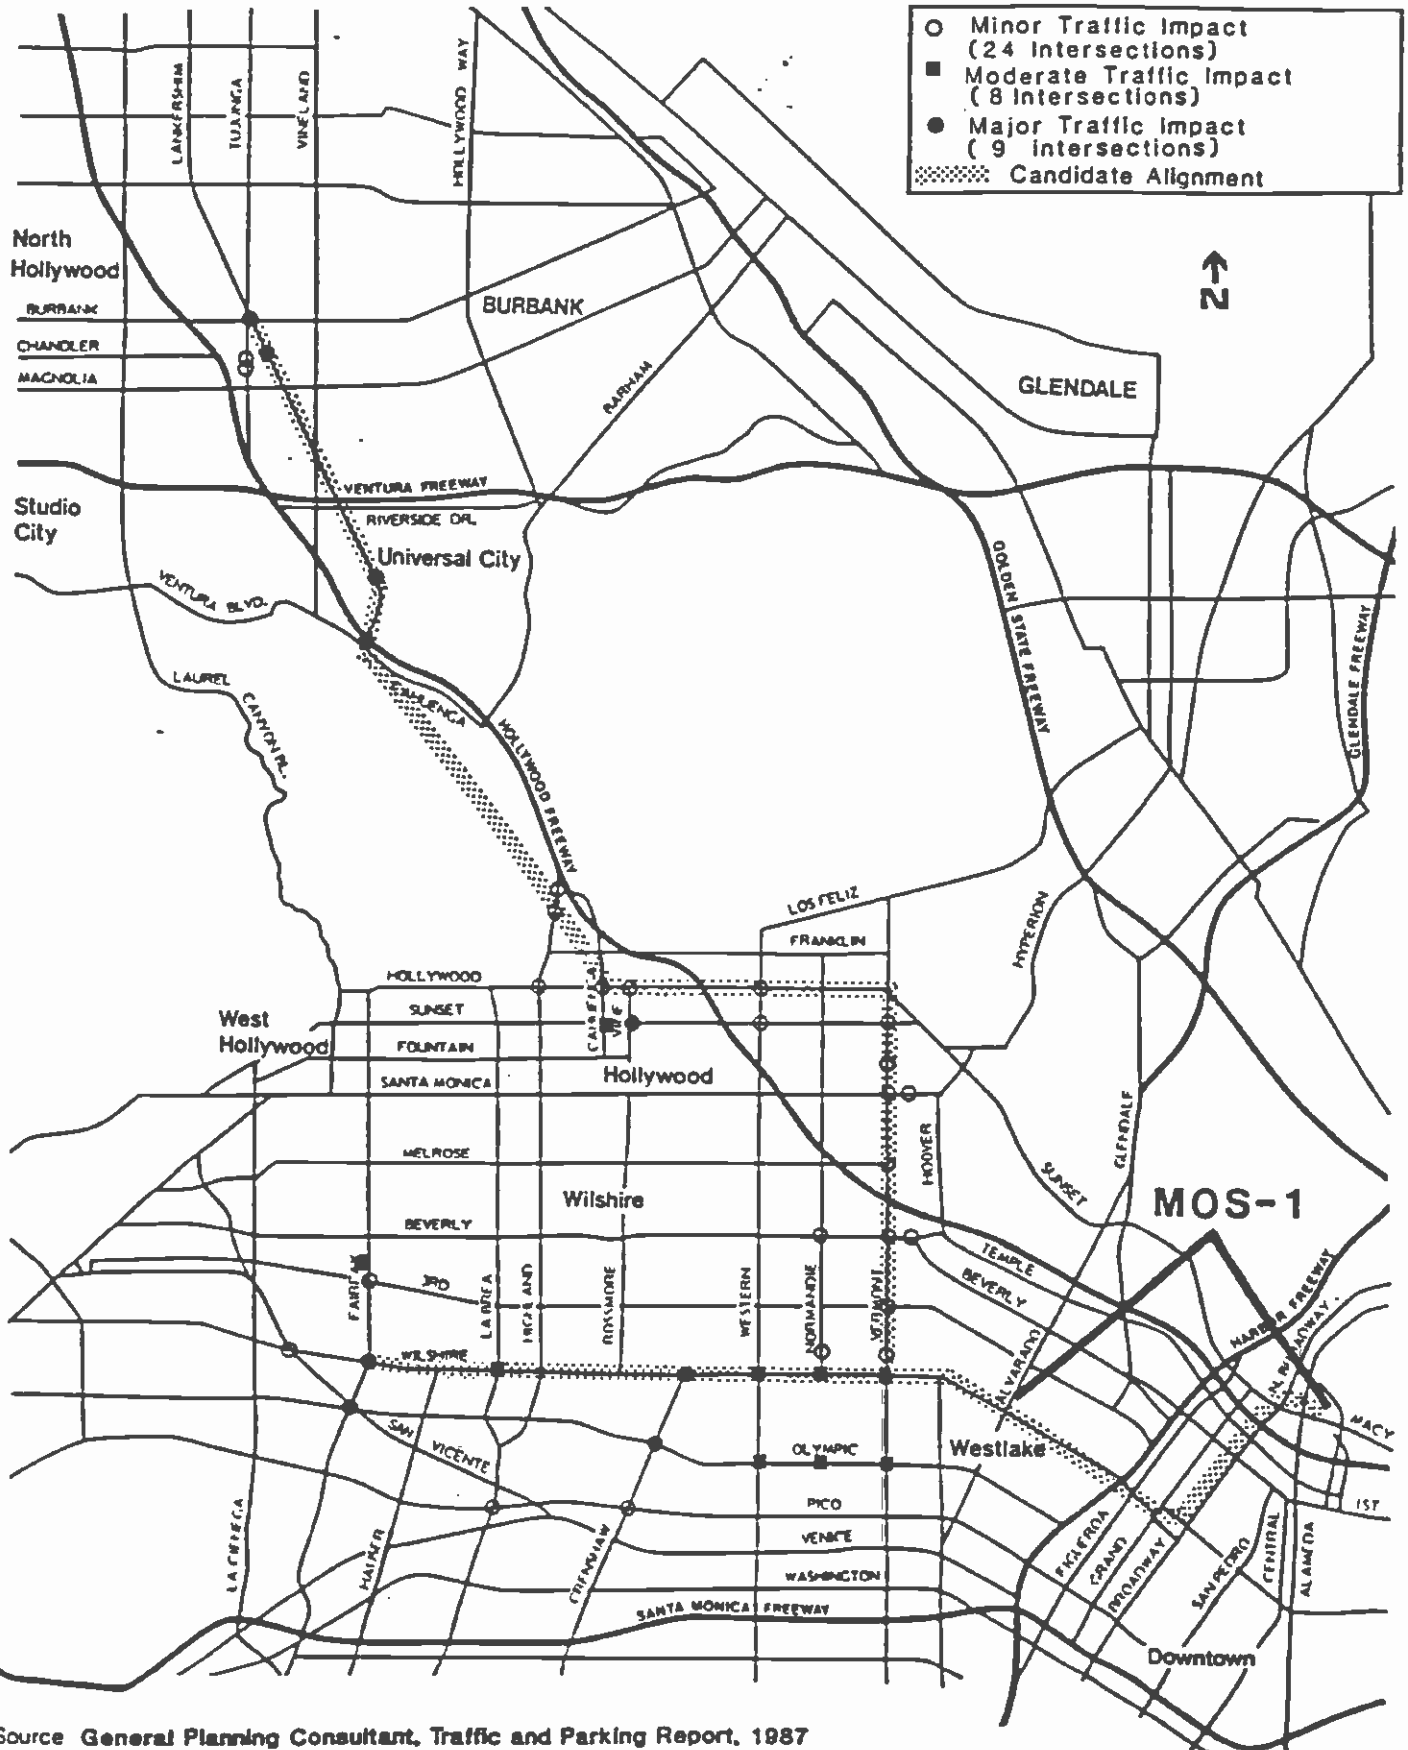 Minor Traffic Impact
(24 Intersections)
Moderate Traffic Impact
( 8 Intersections)
Major Traffic Impact
( 9 Intersections)
Candidate Alignment
N
LANKERSHIM
TUJUNGA
VINELAND
HOLLYWOOD WAY
North
Hollywood
BURBANK
CHANDLER
MAGNOLIA
BURBANK
BARHAM
GLENDALE
VENTURA FREEWAY
RIVERSIDE DR.
Studio
City
Universal City
VENTURA BLVD.
GOLDEN STATE FREEWAY
GLENDALE FREEWAY
LAUREL CANYON BL.
CAHUENGA
HOLLYWOOD FREEWAY
LOS FELIZ
FRANKLIN
HYPERION
HOLLYWOOD
SUNSET
FOUNTAIN
SANTA MONICA
West
Hollywood
CAHUENGA
VINE
Hollywood
MELROSE
HOOVER
GLENDALE
SUNSET
Wilshire
MOS-1
BEVERLY
TEMPLE
BEVERLY
FAIRFAX
3RD
LA BREA
HIGHLAND
ROSSMORE
WESTERN
NORMANDIE
VERMONT
ALVARADO
HARBOR FREEWAY
N. BROADWAY
WILSHIRE
MACY
SAN VICENTE
OLYMPIC
Westlake
PICO
1ST
VENICE
WASHINGTON
LA CIENEGA
HAUSER
CRENSHAW
FIGUEROA
GRAND
BROADWAY
SAN PEDRO
CENTRAL
ALAMEDA
SANTA MONICA FREEWAY
Downtown
Source General Planning Consultant, Traffic and Parking Report, 1987